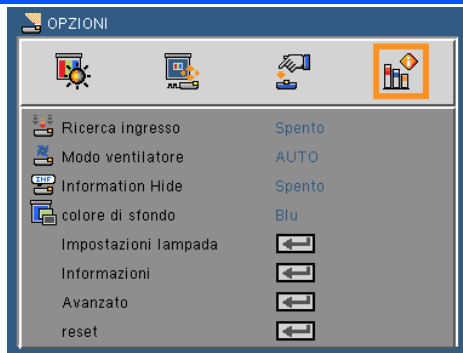 OPZIONI
Ricerca ingresso Spento
Modo ventilatore AUTO
INF Information Hide Spento
colore di sfondo Blu
Impostazioni lampada
Informazioni
Avanzato
reset